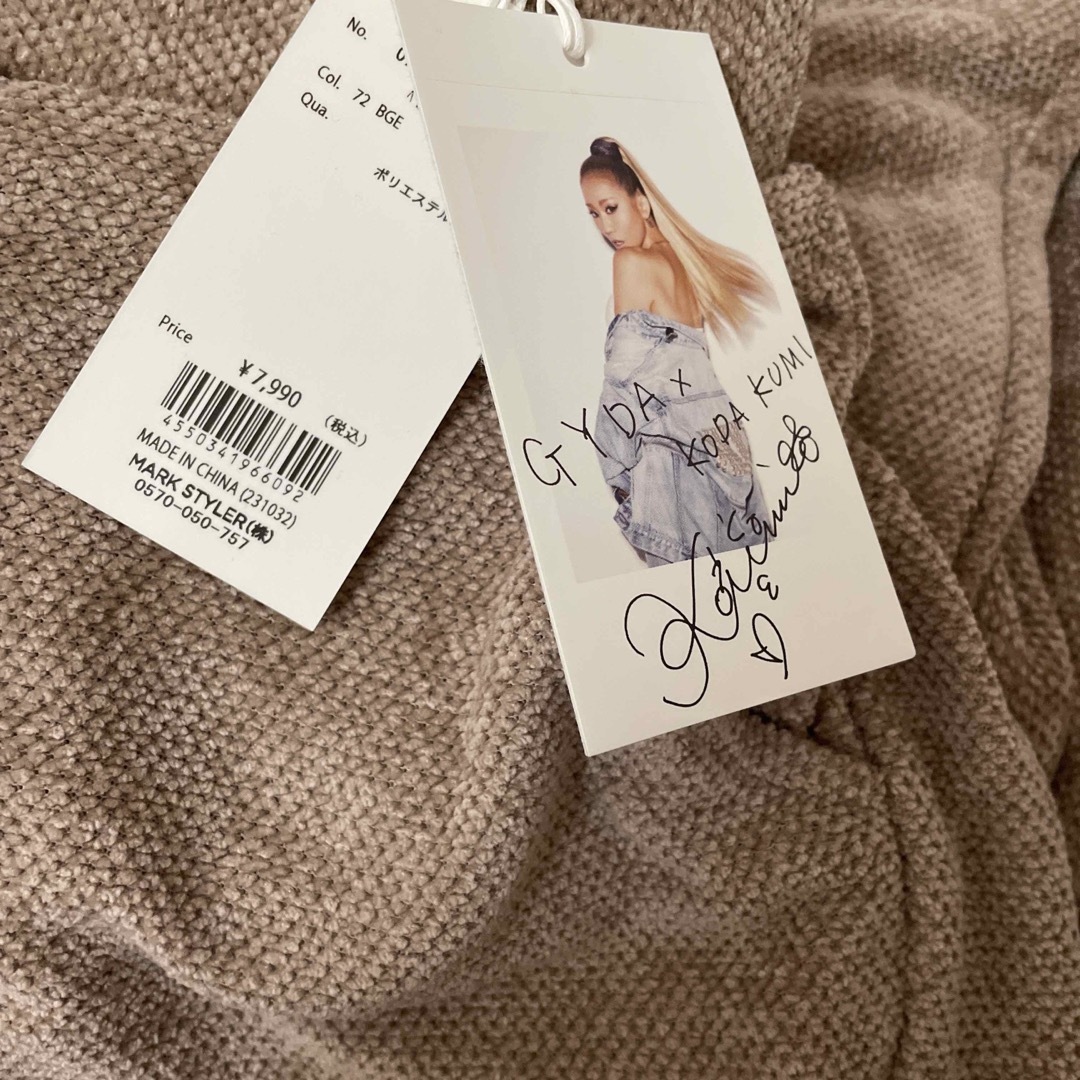 No.
Col. 72 BGE
Qua.
ポリエステル
Price
¥7,990 (税込)
4550341966092
MADE IN CHINA (231032)
MARK STYLER(株)
0570-050-757
GYDA×
KODA KUMI